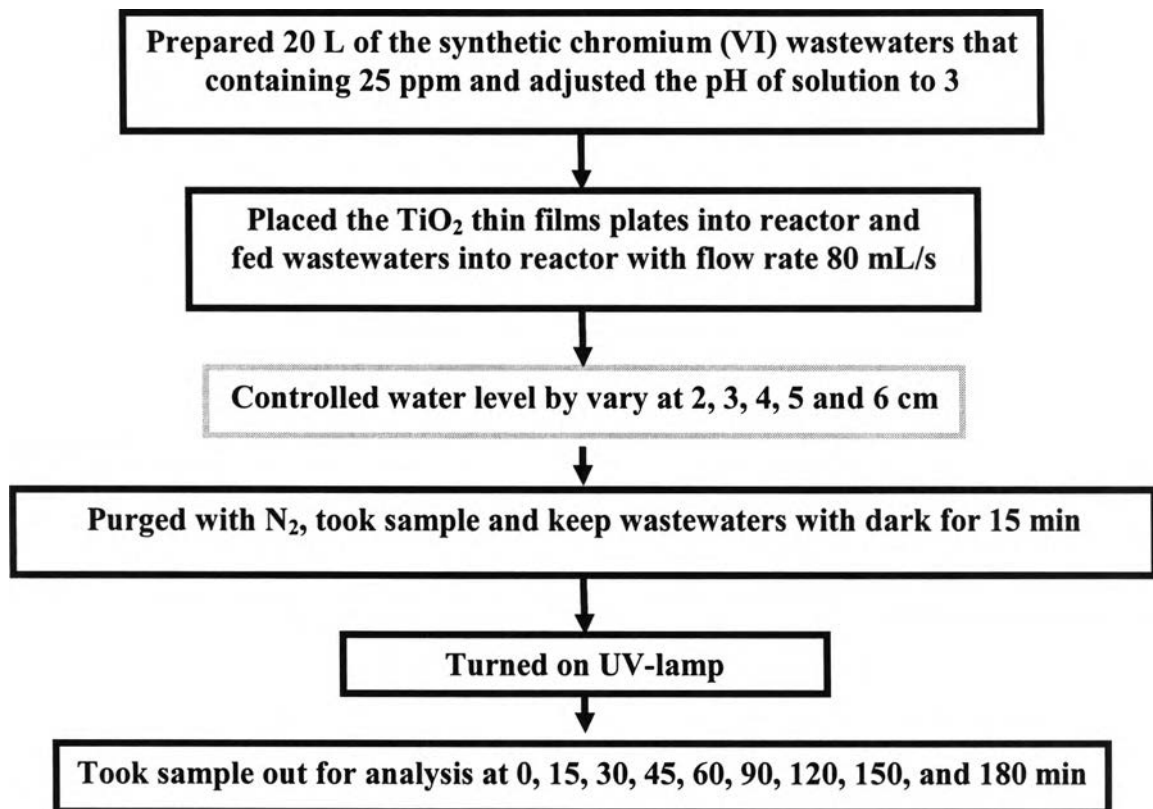 Prepared 20 L of the synthetic chromium (VI) wastewaters that
containing 25 ppm and adjusted the pH of solution to 3
Placed the TiO₂ thin films plates into reactor and
fed wastewaters into reactor with flow rate 80 mL/s
Controlled water level by vary at 2, 3, 4, 5 and 6 cm
Purged with N₂, took sample and keep wastewaters with dark for 15 min
Turned on UV-lamp
Took sample out for analysis at 0, 15, 30, 45, 60, 90, 120, 150, and 180 min